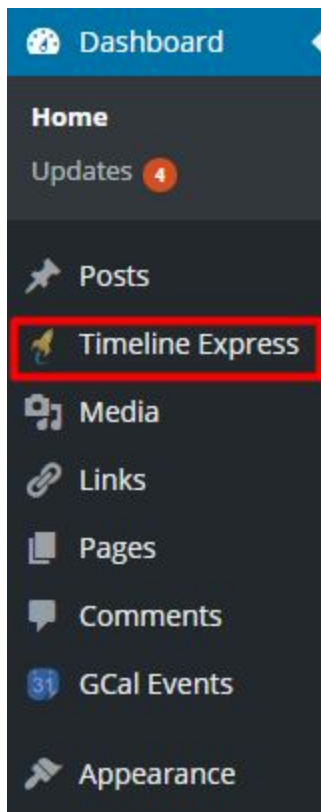 Dashboard
Home
Updates 4
Posts
Timeline Express
Media
Links
Pages
Comments
31 GCal Events
Appearance